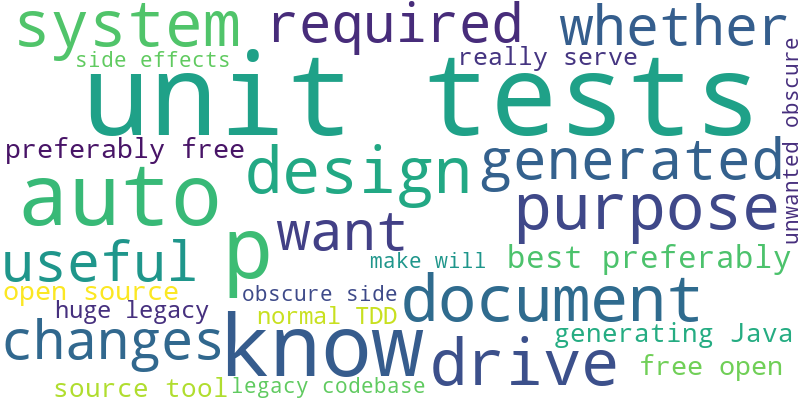 system required whether
side effects really serve
unit tests
unwanted obscure
preferably free design generated
auto purpose
p want
useful make will best preferably
open source obscure side document
huge legacy normal TDD
changes know drive generating Java
free open
source tool legacy codebase